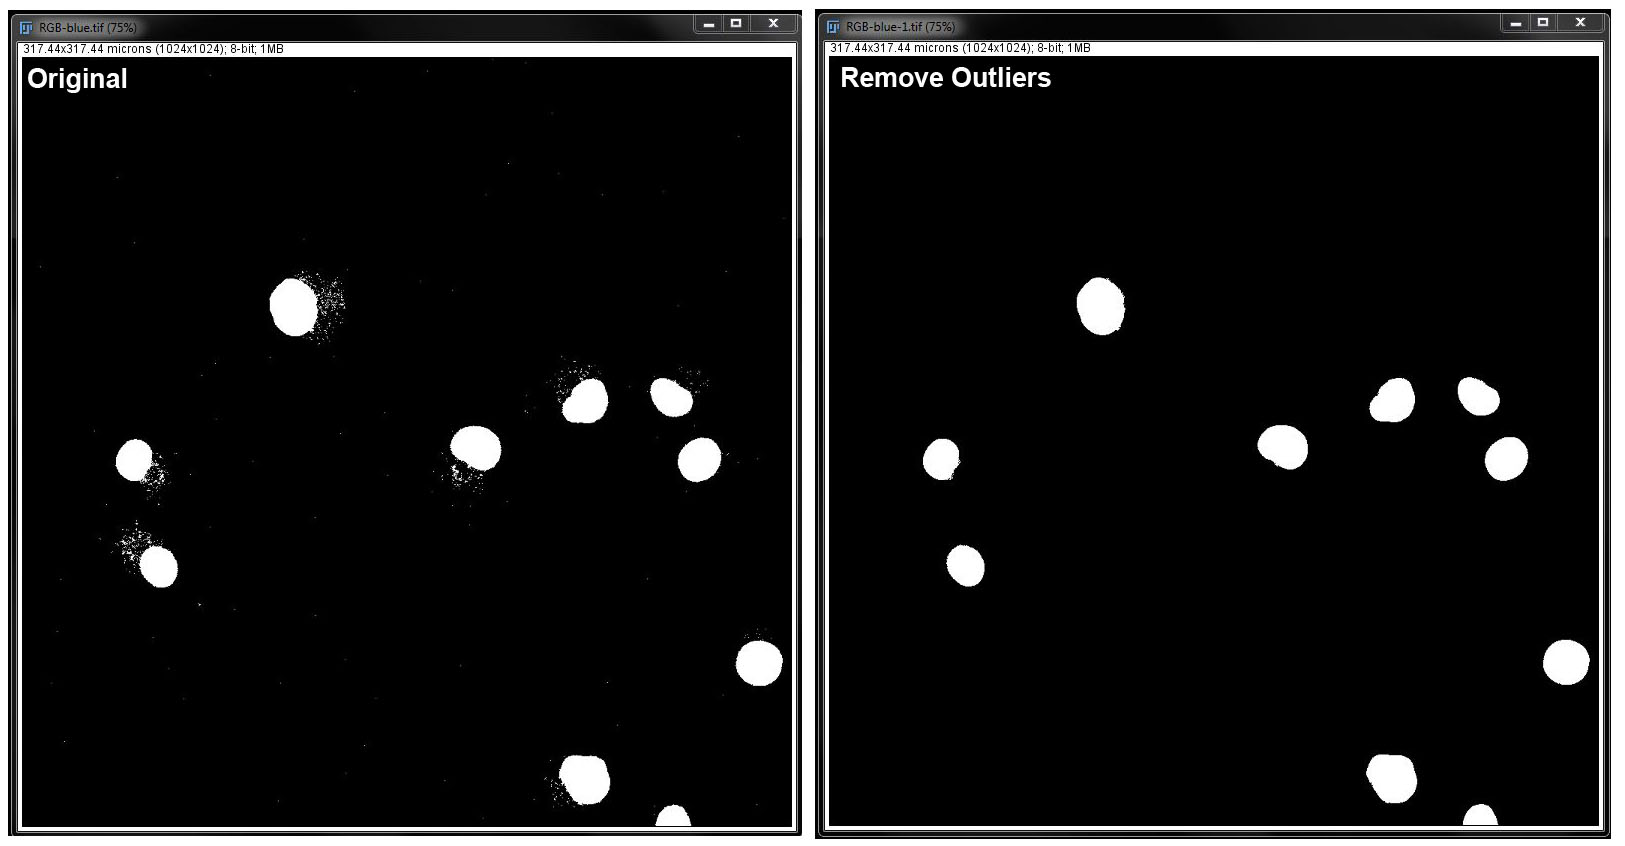 RGB-blue.tif (75%)
317.44x317.44 microns (1024x1024); 8-bit; 1MB
Original
RGB-blue-1.tif (75%)
317.44x317.44 microns (1024x1024); 8-bit; 1MB
Remove Outliers